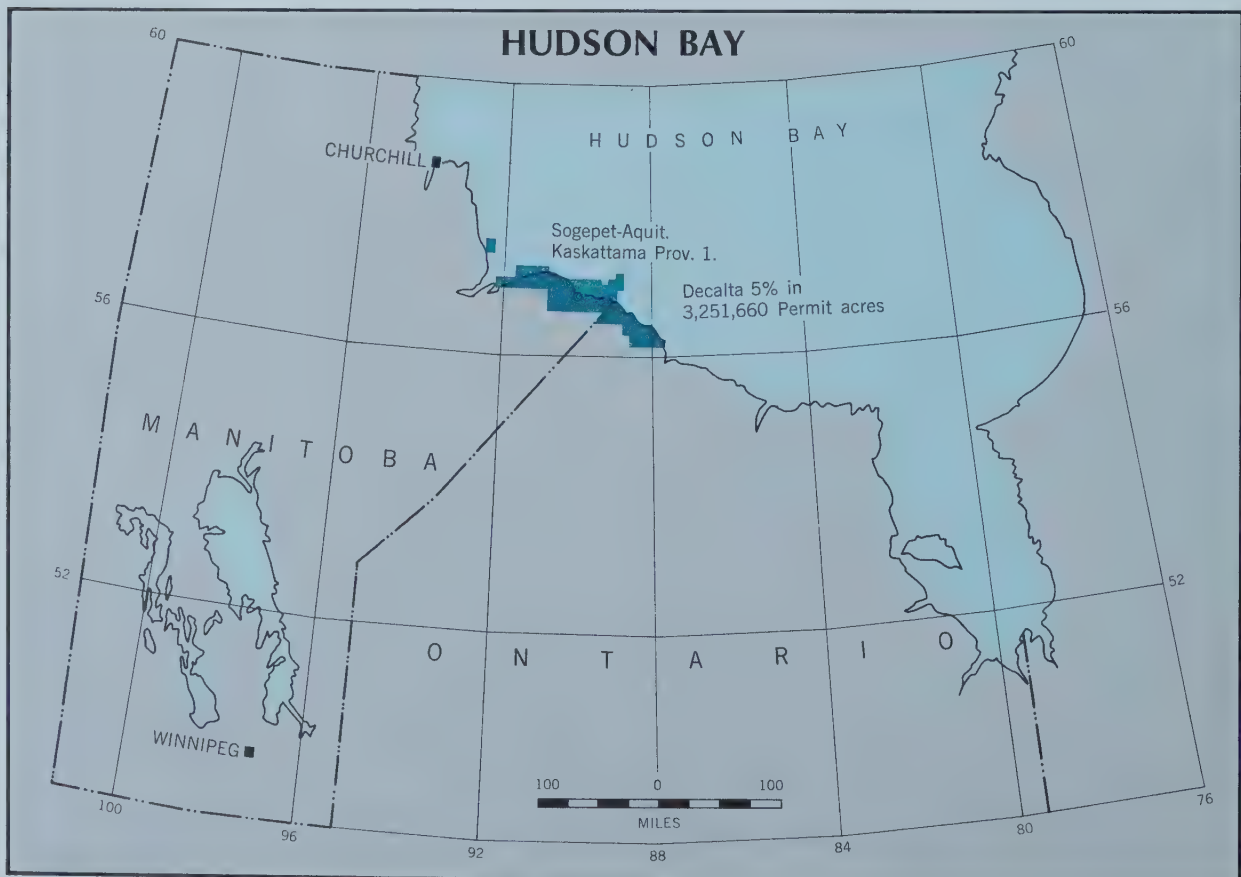 HUDSON BAY
60
60
HUDSON BAY
CHURCHILL
Sogepet-Aquit.
Kaskattama Prov. 1.
Decalta 5% in
3,251,660 Permit acres
56
56
MANITOBA
52
52
ONTARIO
WINNIPEG
100 0 100
MILES
100
96
92
88
84
80
76